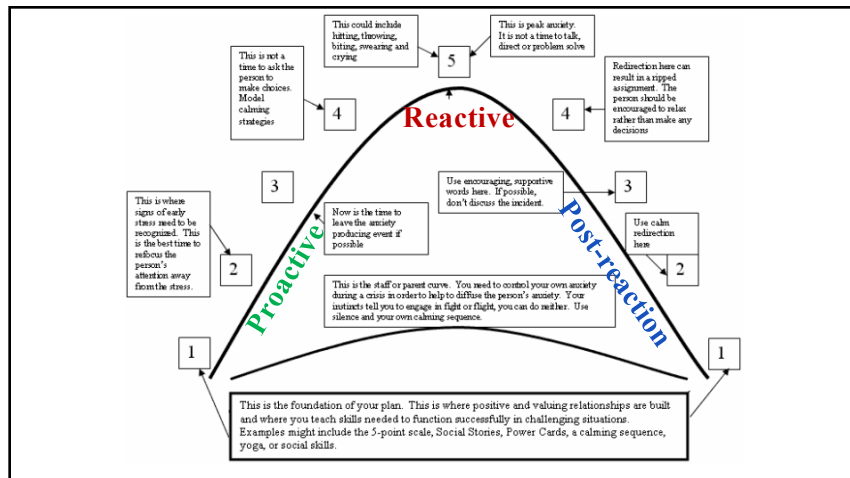 This could include
hitting, throwing,
biting, swearing and
crying
5
This is peak anxiety.
It is not a time to talk,
direct or problem solve
This is not a
time to ask the
person to
make choices.
Model
calming
strategies
4
Reactive
4
Redirection here can
result in a ripped
assignment. The
person should be
encouraged to relax
rather than make any
decisions
3
Use encouraging, supportive
words here. If possible,
don't discuss the incident.
3
This is where
signs of early
stress need to be
recognized. This
is the best time to
refocus the
person's
attention away
from the stress.
2
Proactive
Now is the time to
leave the anxiety
producing event if
possible
Post-reaction
Use calm
redirection
here
2
This is the staff or parent curve. You need to control your own anxiety
during a crisis in order to help to diffuse the person's anxiety. Your
instincts tell you to engage in fight or flight, you can do neither. Use
silence and your own calming sequence.
1
1
This is the foundation of your plan. This is where positive and valuing relationships are built
and where you teach skills needed to function successfully in challenging situations.
Examples might include the 5-point scale, Social Stories, Power Cards, a calming sequence,
yoga, or social skills.